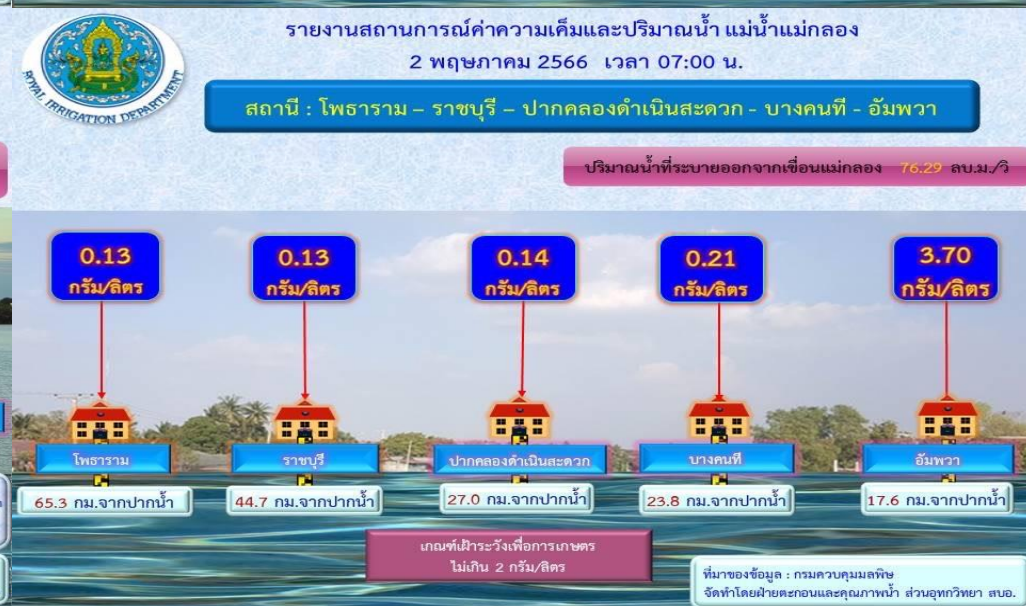 ROYAL IRRIGATION DEPARTMENT
รายงานสถานการณ์ค่าความเค็มและปริมาณน้ำ แม่น้ำแม่กลอง
2 พฤษภาคม 2566 เวลา 07:00 น.
สถานี : โพธาราม – ราชบุรี – ปากคลองดำเนินสะดวก - บางคนที - อัมพวา
ปริมาณน้ำที่ระบายออกจากเขื่อนแม่กลอง 76.29 ลบ.ม./วิ
0.13
กรัม/ลิตร
0.13
กรัม/ลิตร
0.14
กรัม/ลิตร
0.21
กรัม/ลิตร
3.70
กรัม/ลิตร
โพธาราม
ราชบุรี
ปากคลองดำเนินสะดวก
บางคนที
อัมพวา
65.3 กม.จากปากน้ำ
44.7 กม.จากปากน้ำ
27.0 กม.จากปากน้ำ
23.8 กม.จากปากน้ำ
17.6 กม.จากปากน้ำ
เกณฑ์เฝ้าระวังเพื่อการเกษตร
ไม่เกิน 2 กรัม/ลิตร
ที่มาของข้อมูล : กรมควบคุมมลพิษ
จัดทำโดยฝ่ายตะกอนและคุณภาพน้ำ ส่วนอุทกวิทยา สบอ.